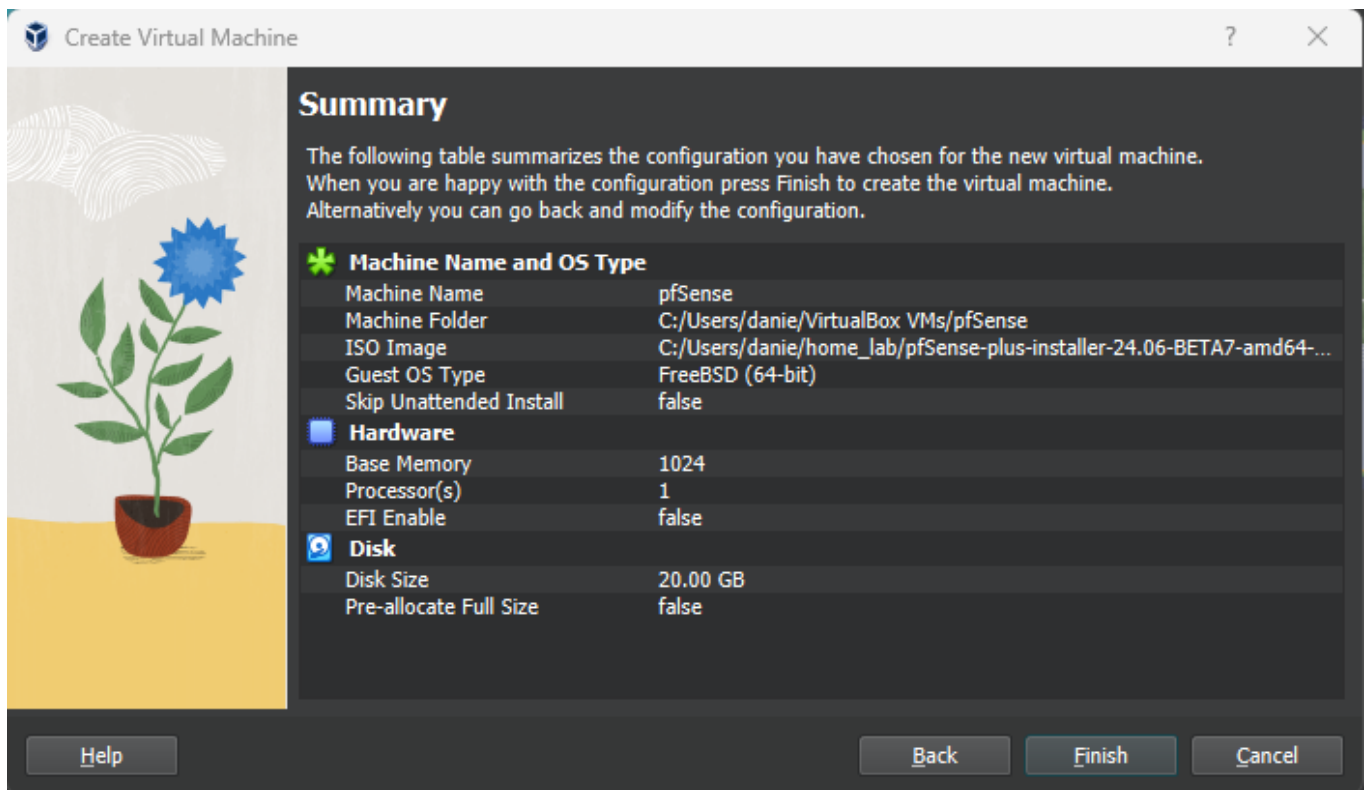 Create Virtual Machine ? ×
Summary
The following table summarizes the configuration you have chosen for the new virtual machine.
When you are happy with the configuration press Finish to create the virtual machine.
Alternatively you can go back and modify the configuration.
Machine Name and OS Type
Machine Name pfSense
Machine Folder C:/Users/danie/VirtualBox VMs/pfSense
ISO Image C:/Users/danie/home_lab/pfSense-plus-installer-24.06-BETA7-amd64-...
Guest OS Type FreeBSD (64-bit)
Skip Unattended Install false
Hardware
Base Memory 1024
Processor(s) 1
EFI Enable false
Disk
Disk Size 20.00 GB
Pre-allocate Full Size false
Help Back Finish Cancel